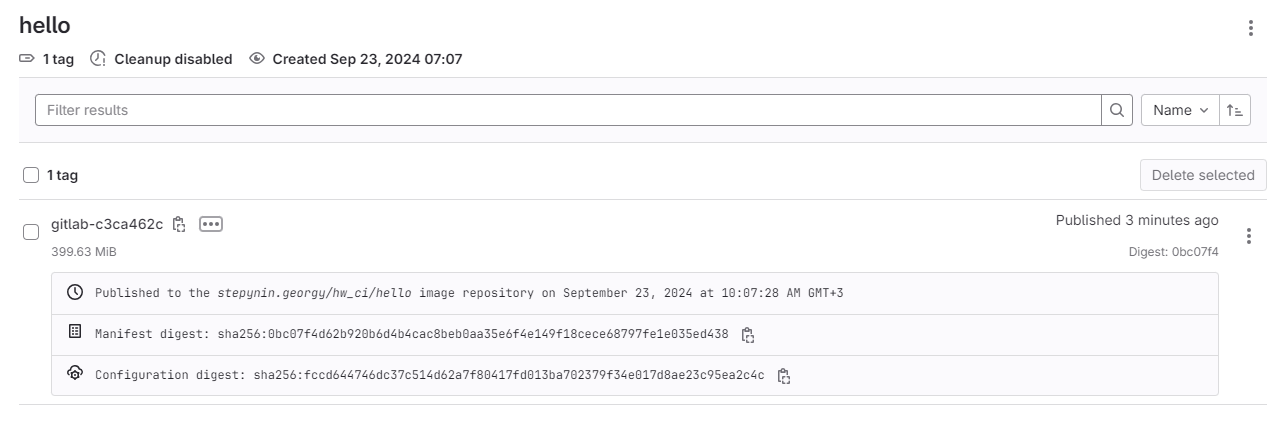 hello
1 tag Cleanup disabled Created Sep 23, 2024 07:07
Filter results Name
1 tag Delete selected
gitlab-c3ca462c Published 3 minutes ago
399.63 MiB Digest: 0bc07f4
Published to the stepynin.georgy/hw_ci/hello image repository on September 23, 2024 at 10:07:28 AM GMT+3
Manifest digest: sha256:0bc07f4d62b920b6d4b4cac8beb0aa35e6f4e149f18cece68797fe1e035ed438
Configuration digest: sha256:fccd644746dc37c514d62a7f80417fd013ba702379f34e017d8ae23c95ea2c4c